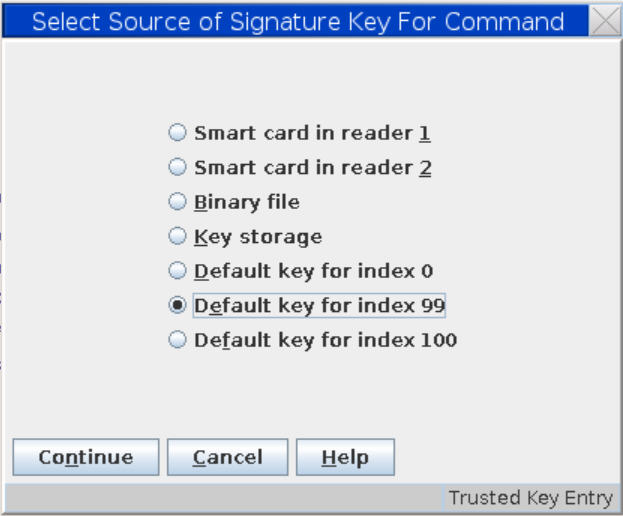 Select Source of Signature Key For Command
Smart card in reader 1
Smart card in reader 2
Binary file
Key storage
Default key for index 0
Default key for index 99
Default key for index 100
Continue Cancel Help
Trusted Key Entry